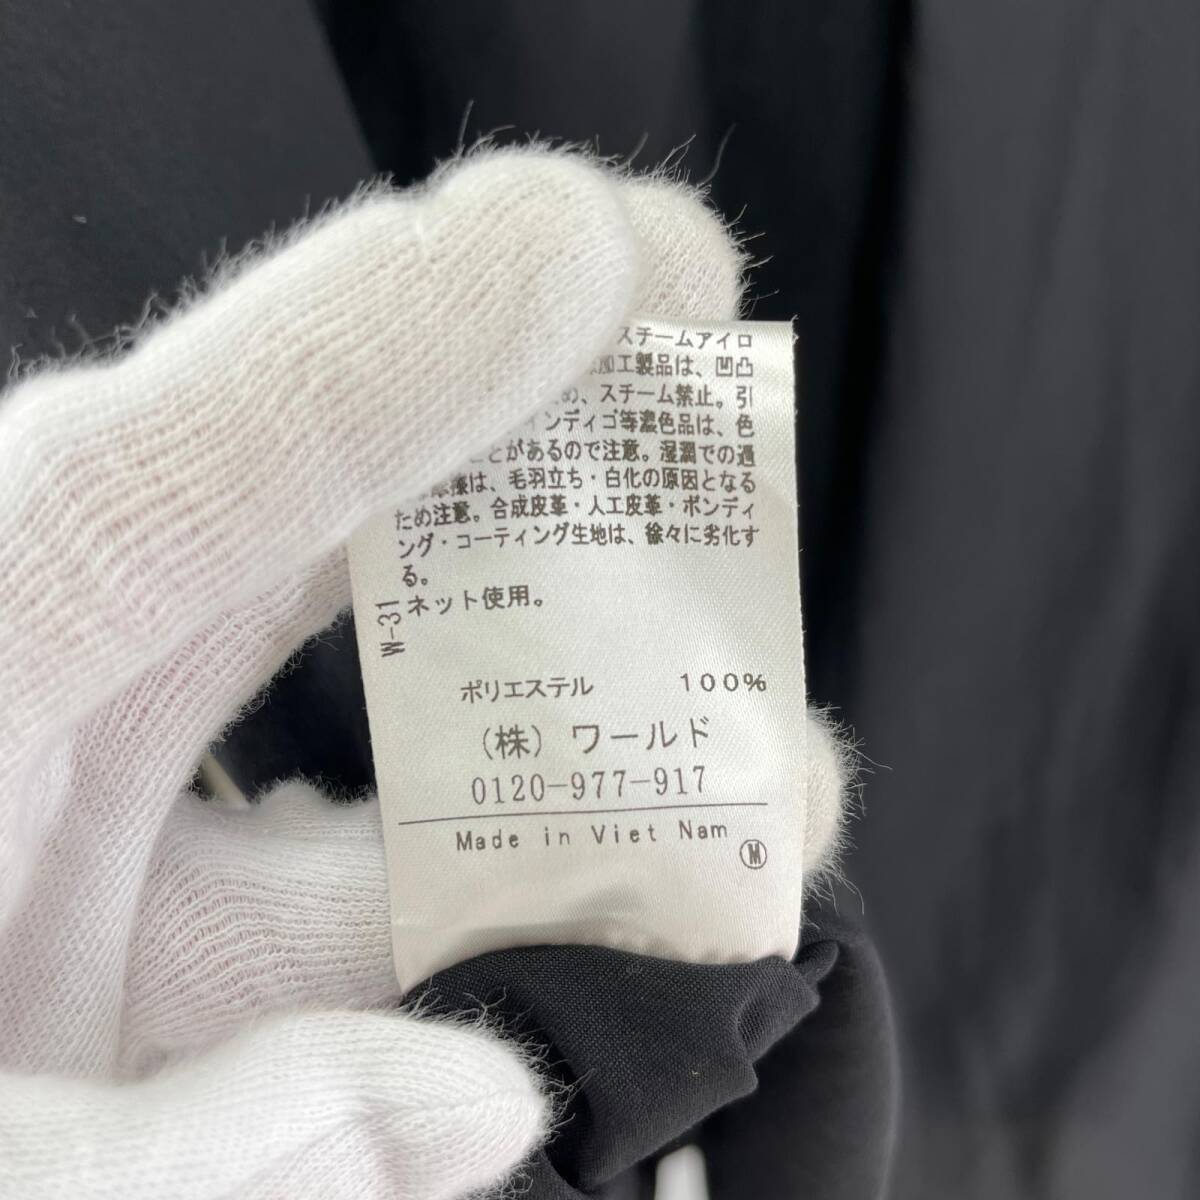 スチームアイロ
加工製品は、凹凸
め、スチーム禁止。引
ンディゴ等濃色品は、色
ことがあるので注意。湿潤での過
摩擦は、毛羽立ち・白化の原因となる
ため注意。合成皮革・人工皮革・ボンディ
ング・コーティング生地は、徐々に劣化す
る。
ネット使用。
W-31
ポリエステル 100%
(株) ワールド
0120-977-917
Made in Viet Nam
M